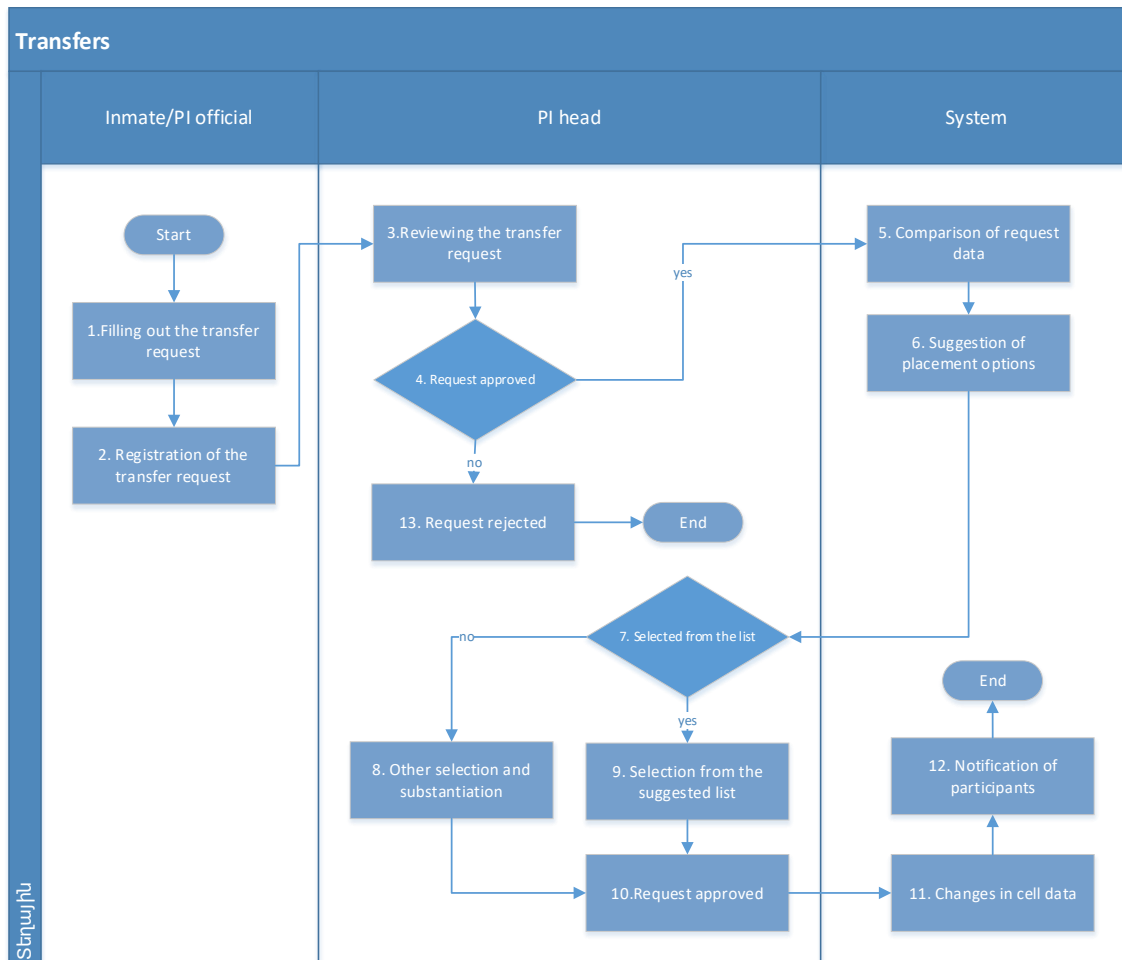 Transfers
Inmate/PI official
PI head
System
Start
1.Filling out the transfer
request
2. Registration of the
transfer request
3.Reviewing the transfer
request
4. Request approved
yes
no
5. Comparison of request
data
6. Suggestion of
placement options
13. Request rejected
End
7. Selected from the list
no
yes
8. Other selection and
substantiation
9. Selection from the
suggested list
10.Request approved
11. Changes in cell data
12. Notification of
participants
End
Տեղային